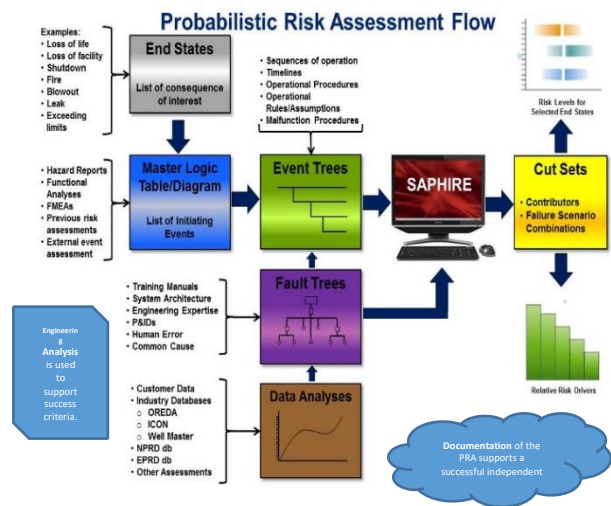 Probabilistic Risk Assessment Flow
Examples:
• Loss of life
• Loss of facility
• Shutdown
• Fire
• Blowout
• Leak
• Exceeding
limits
End States
List of consequence
of interest
• Sequences of operation
• Timelines
• Operational Procedures
• Operational
Rules/Assumptions
• Malfunction Procedures
Risk Levels for
Selected End States
• Hazard Reports
• Functional
Analyses
• FMEAs
• Previous risk
assessments
• External event
assessment
Master Logic
Table/Diagram
List of Initiating
Events
Event Trees
SAPHIRE
Cut Sets
• Contributors
• Failure Scenario
Combinations
• Training Manuals
• System Architecture
• Engineering Expertise
• P&IDs
• Human Error
• Common Cause
Fault Trees
Relative Risk Drivers
Engineerin
g
Analysis
is used
to
support
success
criteria.
• Customer Data
• Industry Databases
o OREDA
o ICON
o Well Master
• NPRD db
• EPRD db
• Other Assessments
Data Analyses
Documentation of the
PRA supports a
successful independent